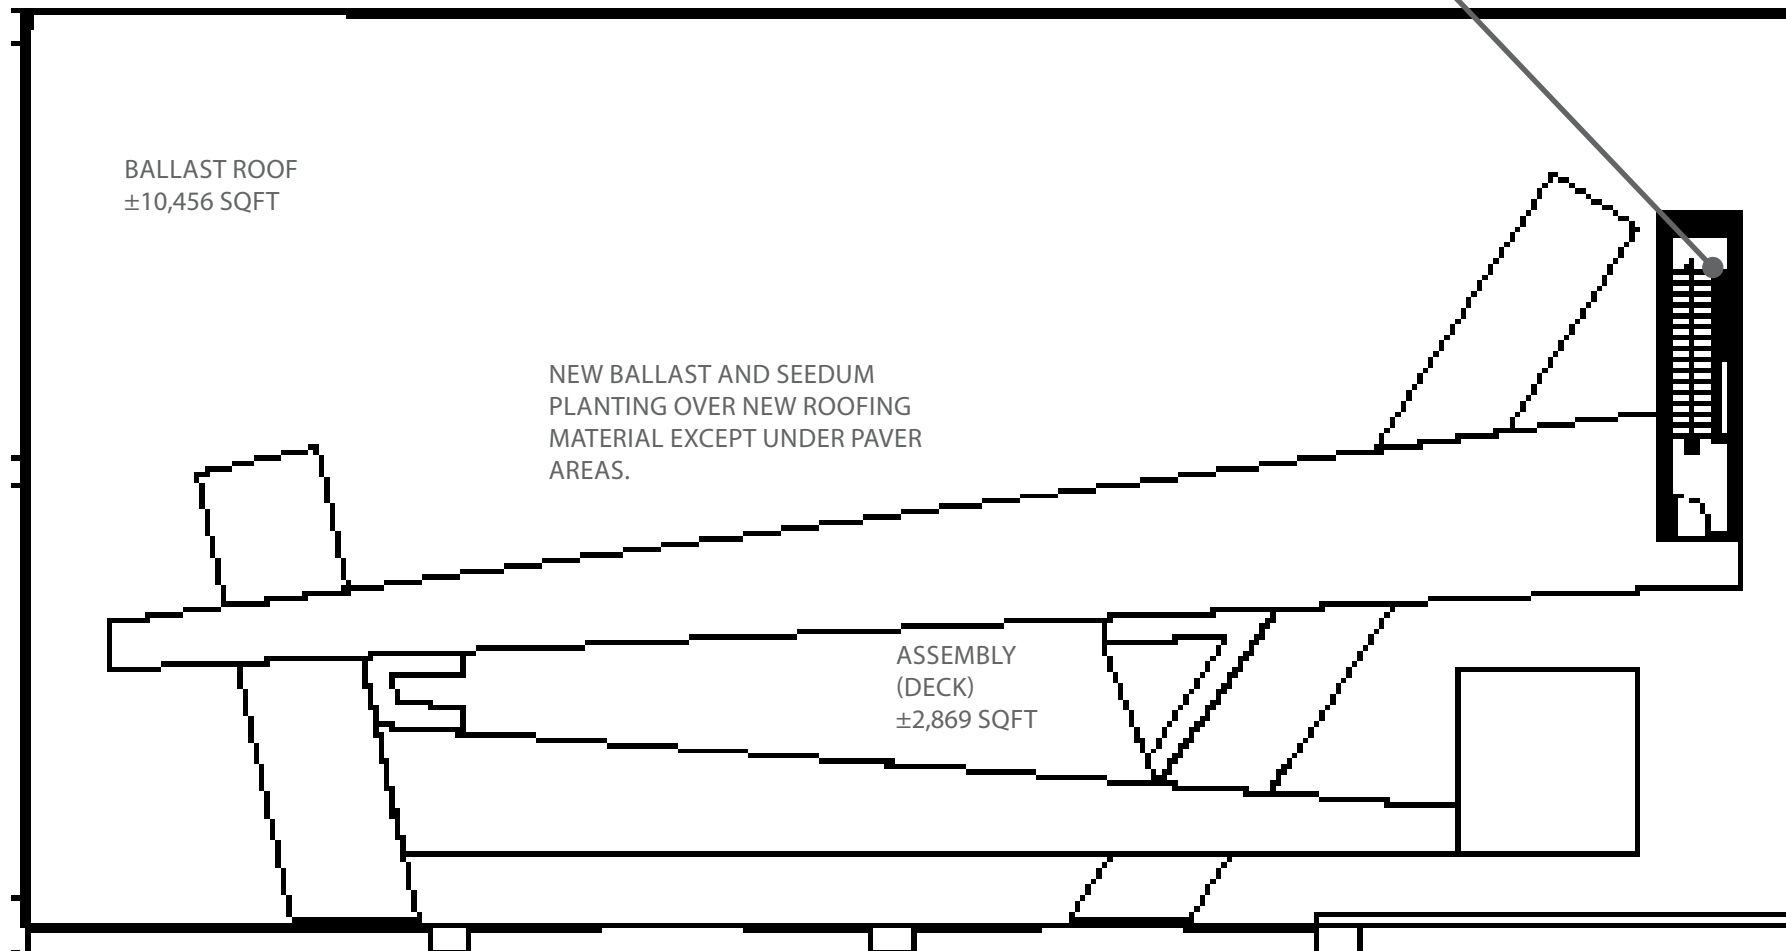 BALLAST ROOF
±10,456 SQFT
NEW BALLAST AND SEEDUM
PLANTING OVER NEW ROOFING
MATERIAL EXCEPT UNDER PAVER
AREAS.
ASSEMBLY
(DECK)
±2,869 SQFT